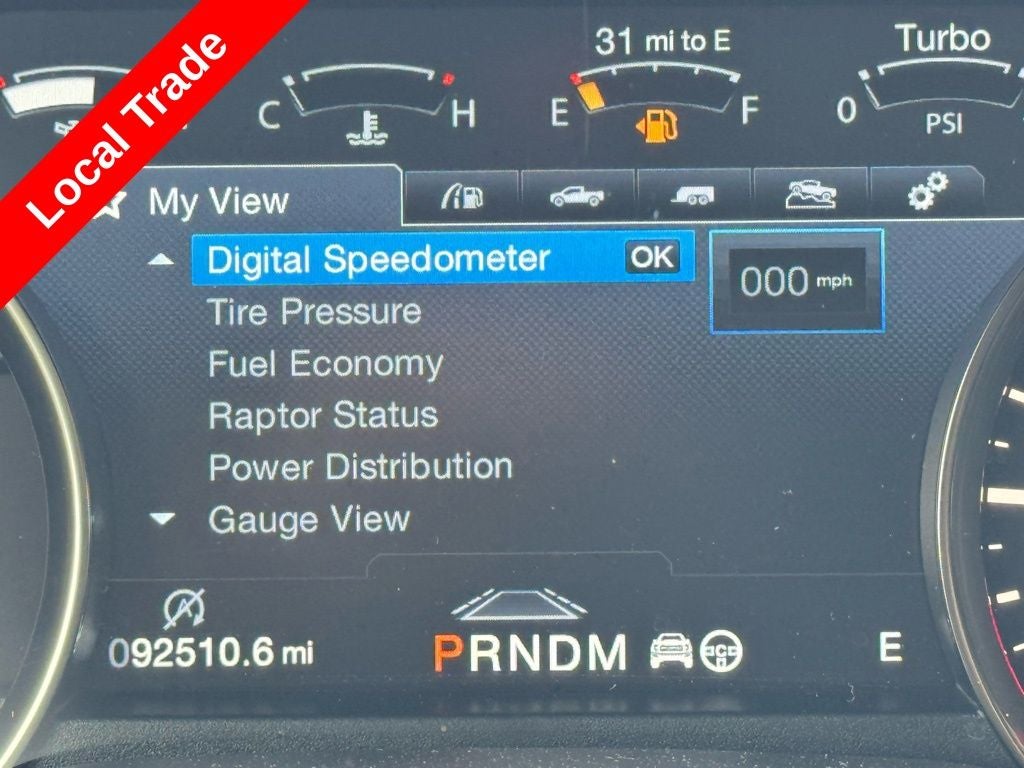 Local Trade
31 mi to E
Turbo
C H
E F
0
PSI
My View
Digital Speedometer OK
000 mph
Tire Pressure
Fuel Economy
Raptor Status
Power Distribution
Gauge View
A
092510.6 mi
PRNDM
C
H
E